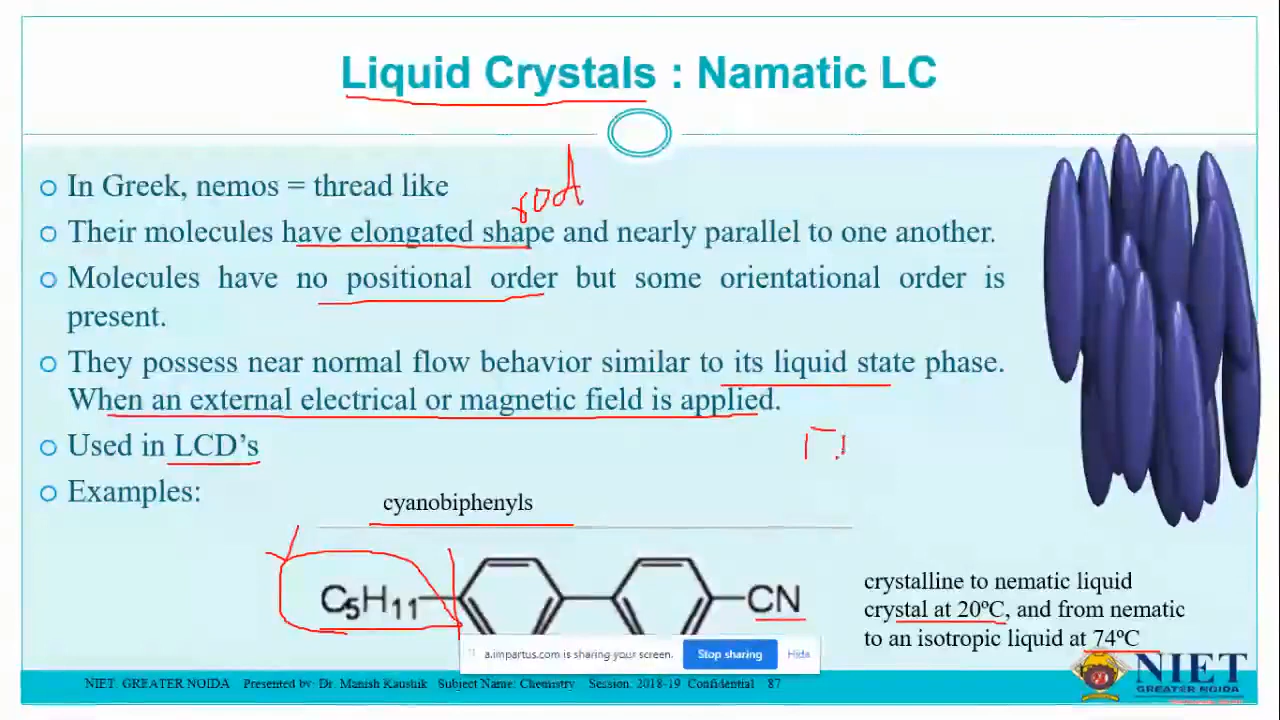 Liquid Crystals : Namatic LC
In Greek, nemos = thread like
rod
Their molecules have elongated shape and nearly parallel to one another.
Molecules have no positional order but some orientational order is
present.
They possess near normal flow behavior similar to its liquid state phase.
When an external electrical or magnetic field is applied.
Used in LCD's
Examples:
cyanobiphenyls
C5H11
CN
crystalline to nematic liquid
crystal at 20ºC, and from nematic
to an isotropic liquid at 74ºC
a.impartus.com is sharing your screen. Stop sharing Hide
NIET GREATER NOIDA Presented by: Dr. Manish Kaushik Subject Name: Chemistry Session: 2018-19 Confidential 87
NIET
GREATER NOIDA